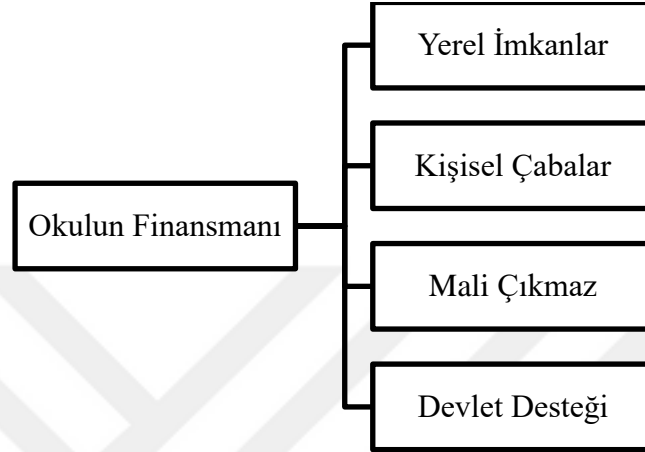 Yerel İmkanlar
Kişisel Çabalar
Okulun Finansmanı
Mali Çıkmaz
Devlet Desteği